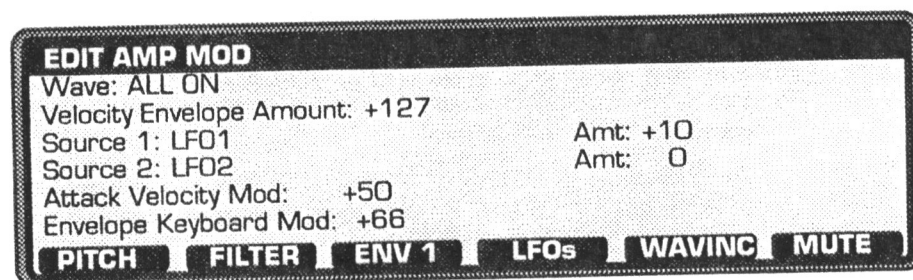 EDIT AMP MOD
Wave: ALL ON
Velocity Envelope Amount: +127
Source 1: LFO1 Amt: +10
Source 2: LFO2 Amt: 0
Attack Velocity Mod: +50
Envelope Keyboard Mod: +66
PITCH FILTER ENV 1 LFOs WAVINC MUTE